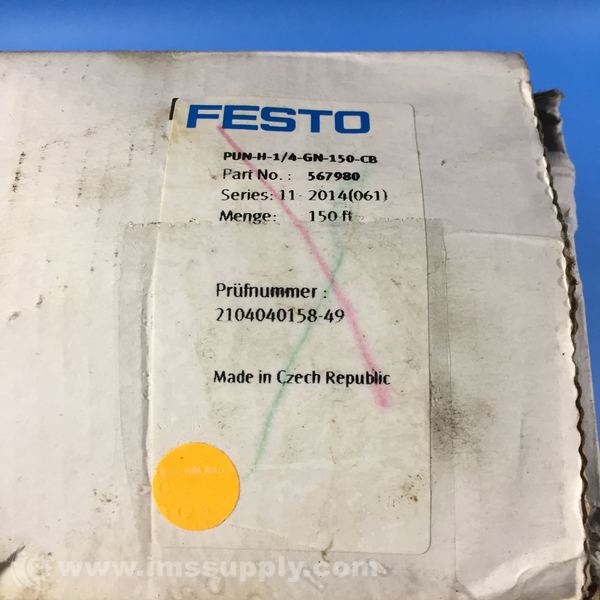 FESTO
PUN-H-1/4-GN-150-CB
Part No. : 567980
Series: 11- 2014(061)
Menge: 150 ft
Prüfnummer :
2104040158-49
Made in Czech Republic
© www.imssupply.com